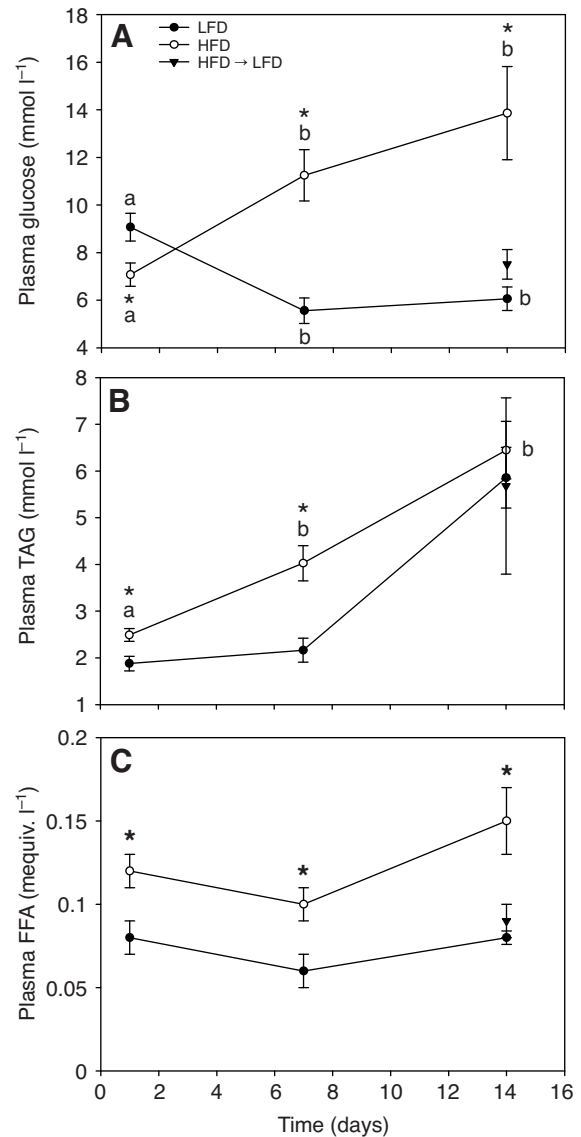 A
LFD
HFD
HFD → LFD
Plasma glucose (mmol l⁻¹)
18
16
14
12
10
8
6
4
a
*
a
*
b
b
*
b
b
B
Plasma TAG (mmol l⁻¹)
8
7
6
5
4
3
2
1
*
a
*
b
b
C
Plasma FFA (mequiv. l⁻¹)
0.2
0.15
0.1
0.05
0
*
*
*
0 2 4 6 8 10 12 14 16
Time (days)